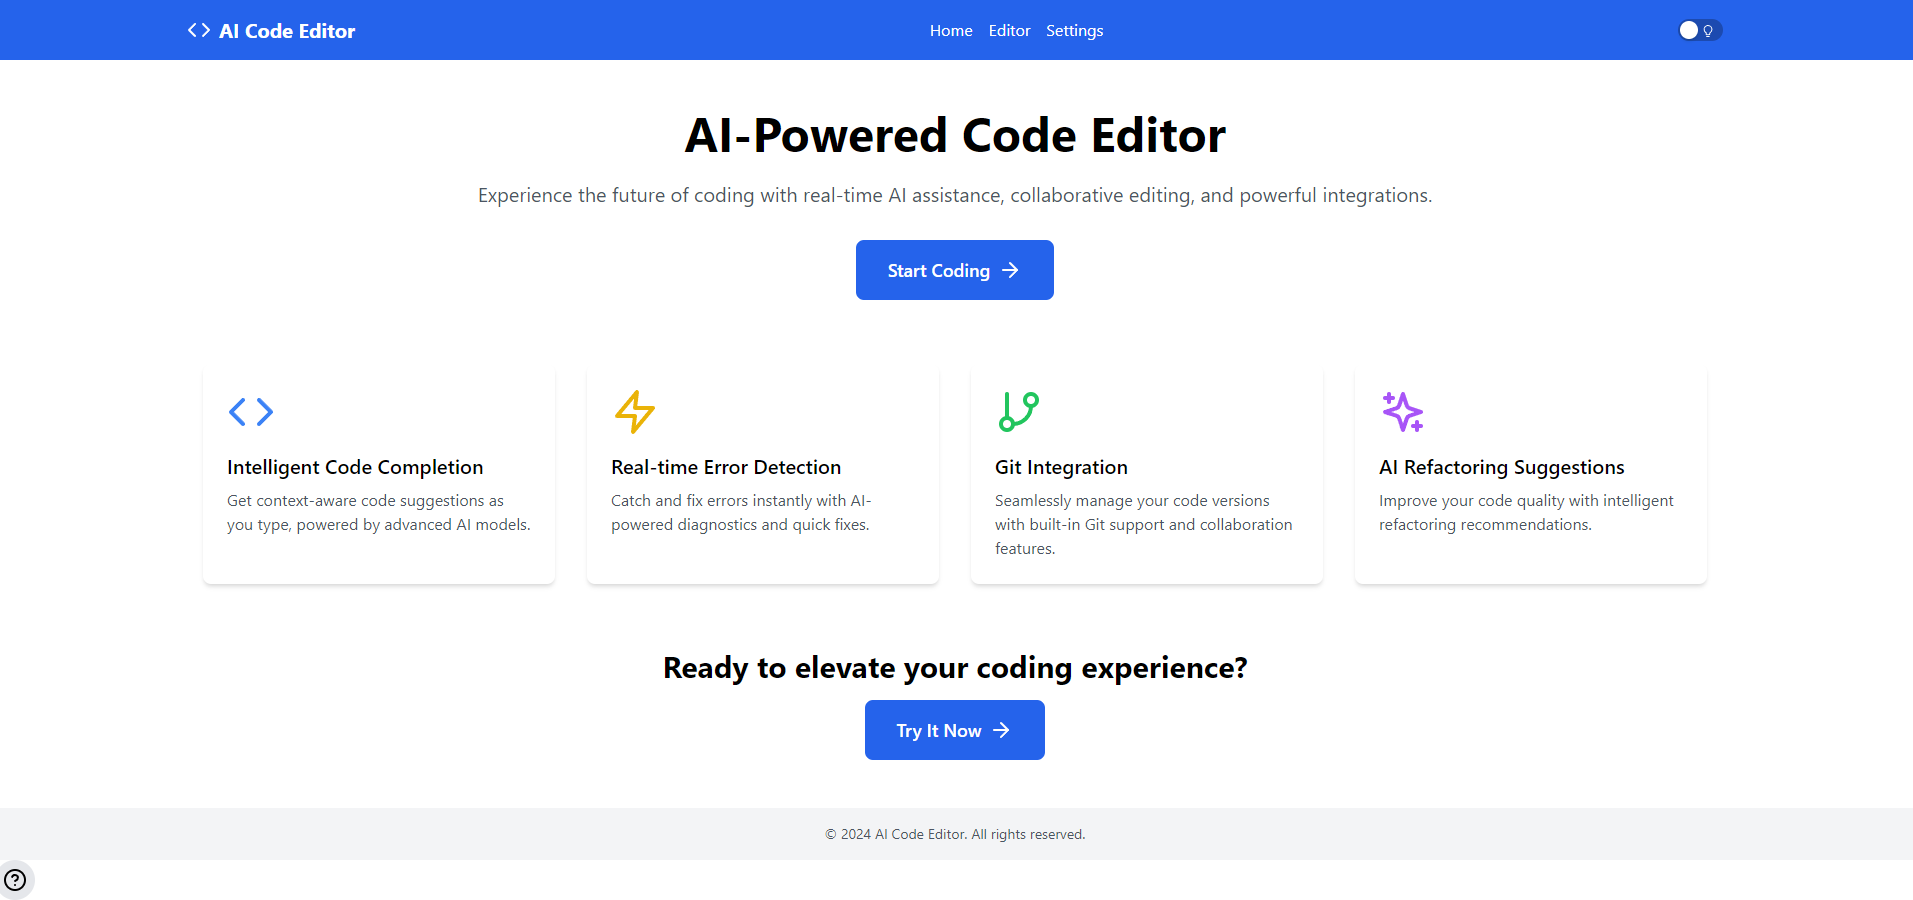 AI Code Editor
Home Editor Settings
AI-Powered Code Editor
Experience the future of coding with real-time AI assistance, collaborative editing, and powerful integrations.
Start Coding
Intelligent Code Completion
Get context-aware code suggestions as
you type, powered by advanced AI models.
Real-time Error Detection
Catch and fix errors instantly with AI-
powered diagnostics and quick fixes.
Git Integration
Seamlessly manage your code versions
with built-in Git support and collaboration
features.
AI Refactoring Suggestions
Improve your code quality with intelligent
refactoring recommendations.
Ready to elevate your coding experience?
Try It Now
© 2024 AI Code Editor. All rights reserved.